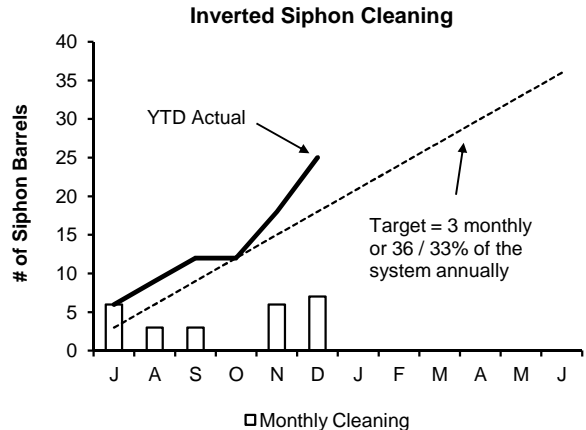 Inverted Siphon Cleaning
# of Siphon Barrels
40
35
30
25
20
15
10
5
0
YTD Actual
Target = 3 monthly
or 36 / 33% of the
system annually
J A S O N D J F M A M J
Monthly Cleaning